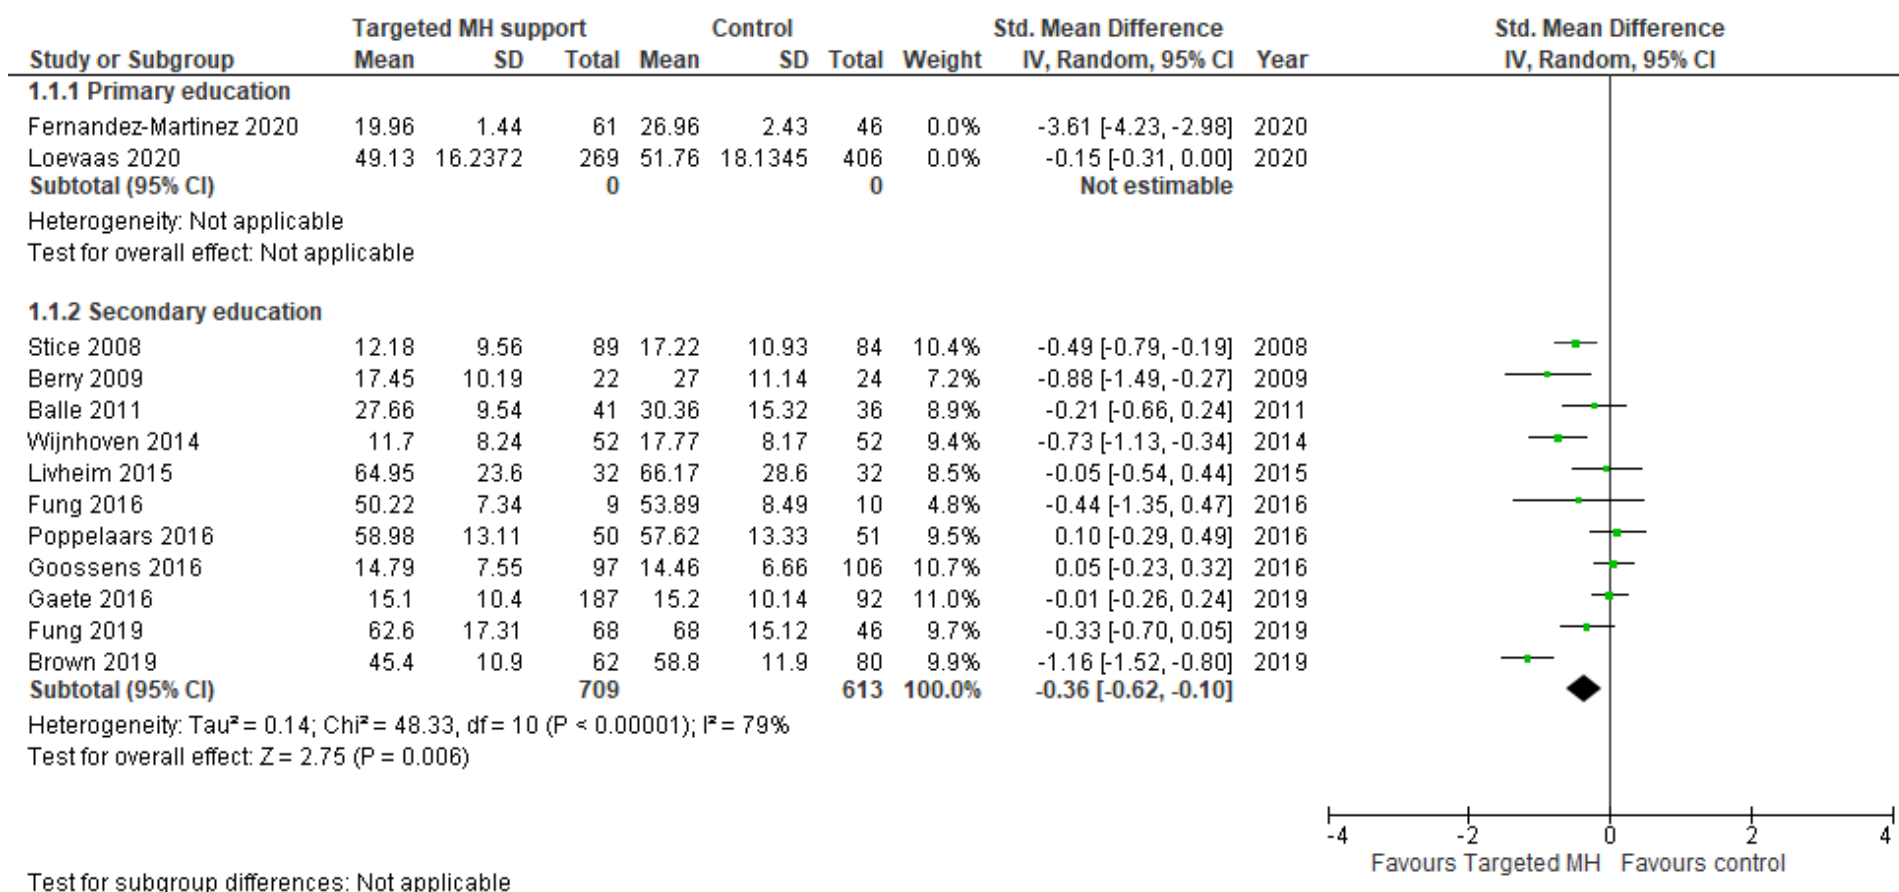 Targeted MH support Control Std. Mean Difference Std. Mean Difference
Study or Subgroup Mean SD Total Mean SD Total Weight IV, Random, 95% CI Year IV, Random, 95% CI
1.1.1 Primary education
Fernandez-Martinez 2020 19.96 1.44 61 26.96 2.43 46 0.0% -3.61 [-4.23, -2.98] 2020
Loevaas 2020 49.13 16.2372 269 51.76 18.1345 406 0.0% -0.15 [-0.31, 0.00] 2020
Subtotal (95% CI) 0 0 Not estimable
Heterogeneity: Not applicable
Test for overall effect: Not applicable
1.1.2 Secondary education
Stice 2008 12.18 9.56 89 17.22 10.93 84 10.4% -0.49 [-0.79, -0.19] 2008
Berry 2009 17.45 10.19 22 27 11.14 24 7.2% -0.88 [-1.49, -0.27] 2009
Balle 2011 27.66 9.54 41 30.36 15.32 36 8.9% -0.21 [-0.66, 0.24] 2011
Wijnhoven 2014 11.7 8.24 52 17.77 8.17 52 9.4% -0.73 [-1.13, -0.34] 2014
Livheim 2015 64.95 23.6 32 66.17 28.6 32 8.5% -0.05 [-0.54, 0.44] 2015
Fung 2016 50.22 7.34 9 53.89 8.49 10 4.8% -0.44 [-1.35, 0.47] 2016
Poppelaars 2016 58.98 13.11 50 57.62 13.33 51 9.5% 0.10 [-0.29, 0.49] 2016
Goossens 2016 14.79 7.55 97 14.46 6.66 106 10.7% 0.05 [-0.23, 0.32] 2016
Gaete 2016 15.1 10.4 187 15.2 10.14 92 11.0% -0.01 [-0.26, 0.24] 2019
Fung 2019 62.6 17.31 68 68 15.12 46 9.7% -0.33 [-0.70, 0.05] 2019
Brown 2019 45.4 10.9 62 58.8 11.9 80 9.9% -1.16 [-1.52, -0.80] 2019
Subtotal (95% CI) 709 613 100.0% -0.36 [-0.62, -0.10]
Heterogeneity: Tau² = 0.14; Chi² = 48.33, df = 10 (P < 0.00001); I² = 79%
Test for overall effect: Z = 2.75 (P = 0.006)
-4 -2 0 2 4
Favours Targeted MH Favours control
Test for subgroup differences: Not applicable